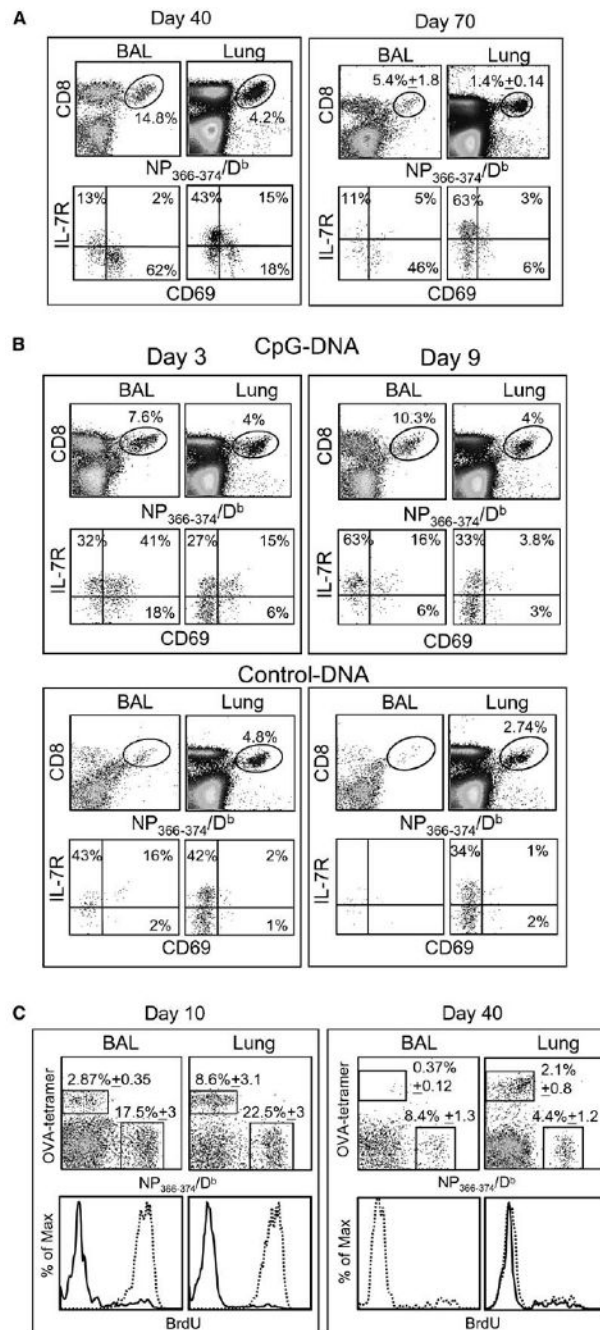 A
Day 40 Day 70
BAL Lung BAL Lung
5.4%±1.8 1.4%±0.14
CD8 14.8% 4.2% CD8
NP366-374/Db NP366-374/Db
IL-7R 13% 2% 43% 15% IL-7R 11% 5% 63% 3%
62% 18% 46% 6%
CD69 CD69
B
CpG-DNA
Day 3 Day 9
BAL Lung BAL Lung
CD8 7.6% 4% CD8 10.3% 4%
NP366-374/Db NP366-374/Db
IL-7R 32% 41% 27% 15% IL-7R 63% 16% 33% 3.8%
18% 6% 6% 3%
CD69 CD69
Control-DNA
BAL Lung BAL Lung
CD8 4.8% CD8 2.74%
NP366-374/Db NP366-374/Db
IL-7R 43% 16% 42% 2% IL-7R 34% 1%
2% 1% 2%
CD69 CD69
C
Day 10 Day 40
BAL Lung BAL Lung
OVA-tetramer 2.87%±0.35 8.6%±3.1 OVA-tetramer 0.37% 2.1%
±0.12 ±0.8
17.5%±3 22.5%±3 8.4% ±1.3 4.4%±1.2
NP366-374/Db NP366-374/Db
% of Max % of Max
BrdU BrdU